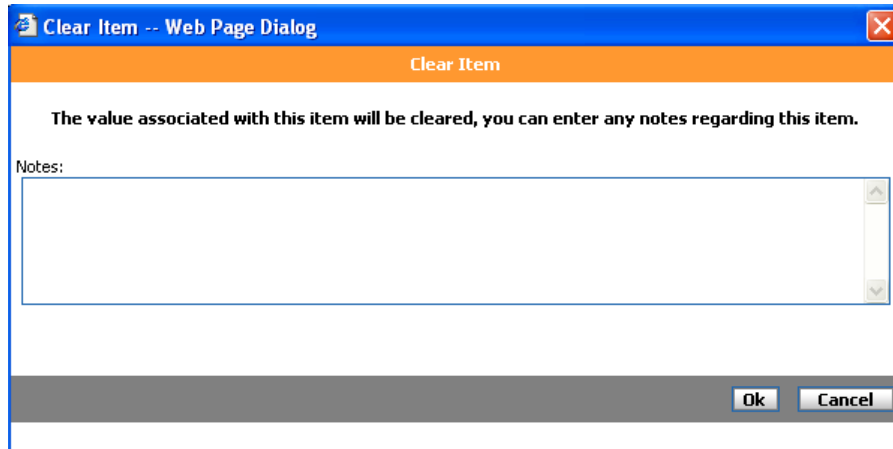 Clear Item -- Web Page Dialog
Clear Item
The value associated with this item will be cleared, you can enter any notes regarding this item.
Notes:
Ok Cancel